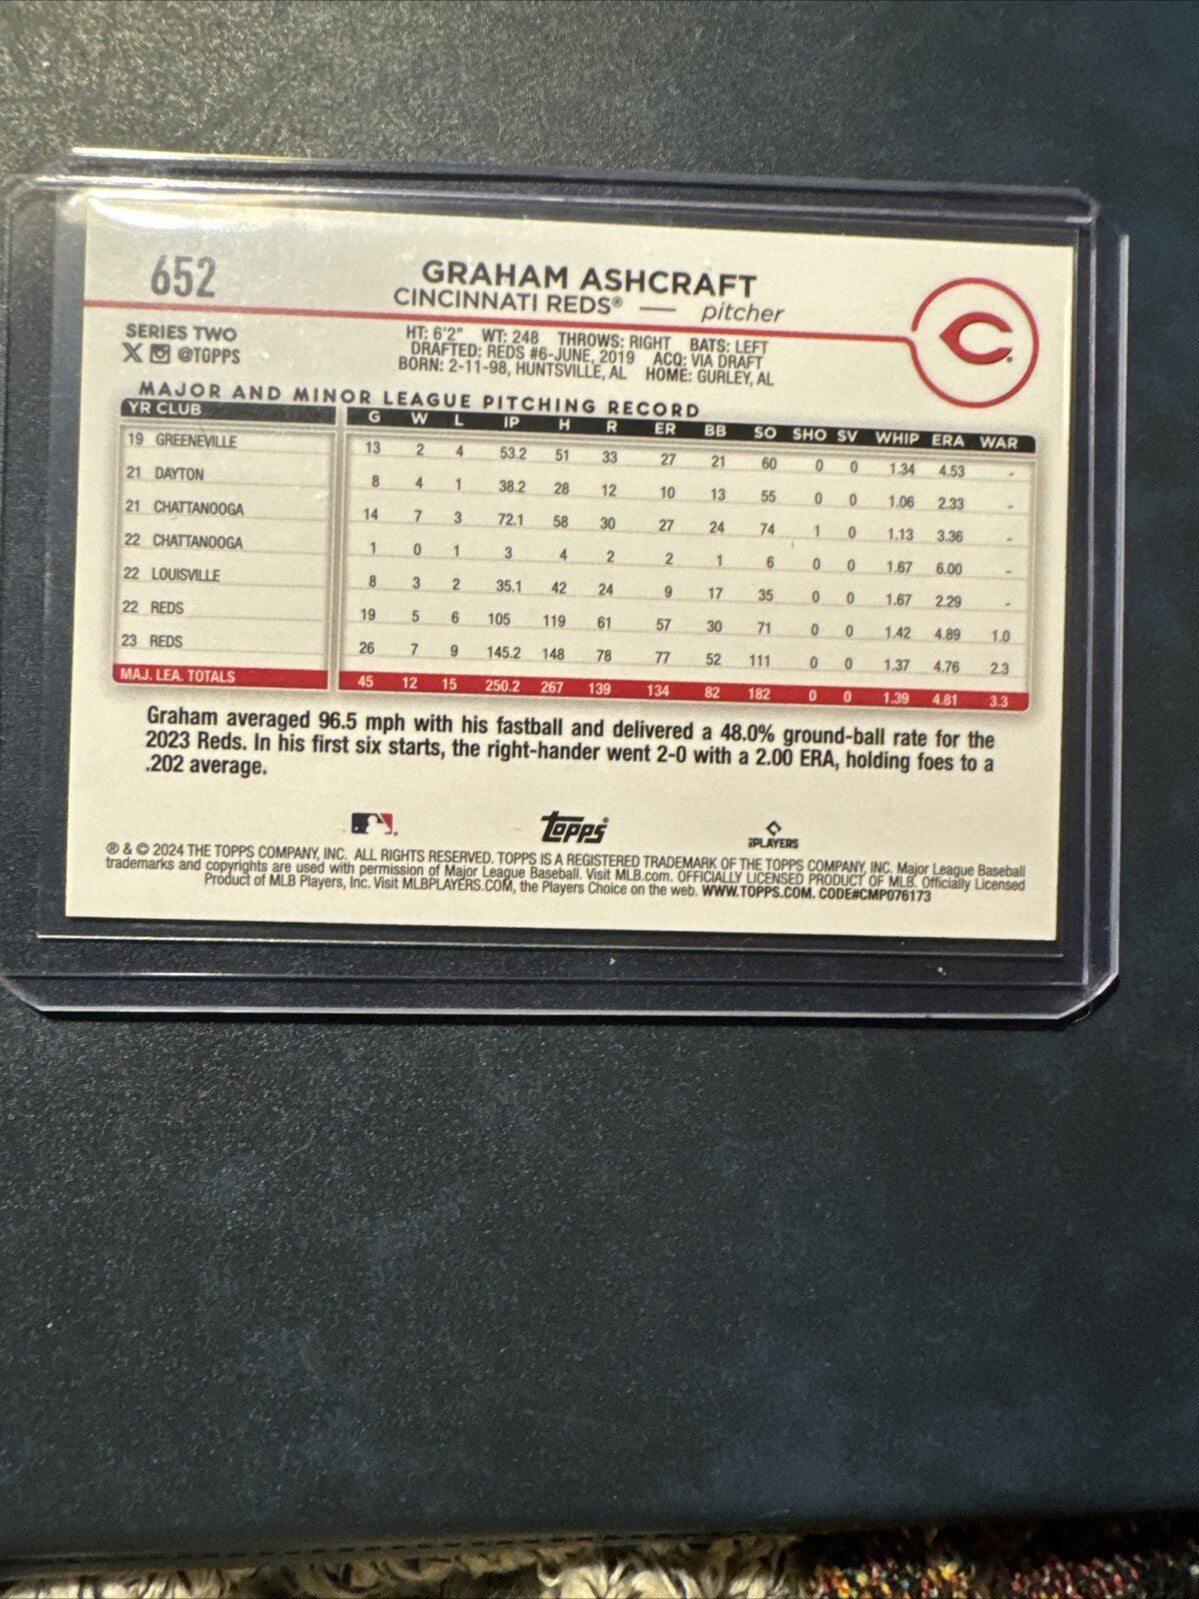 652
GRAHAM ASHCRAFT
CINCINNATI REDS® — pitcher
SERIES TWO
@TOPPS
HT: 6'2" WT: 248 THROWS: RIGHT BATS: LEFT
DRAFTED: REDS #6-JUNE, 2019 ACQ: VIA DRAFT
BORN: 2-11-98, HUNTSVILLE, AL HOME: GURLEY, AL
C
MAJOR AND MINOR LEAGUE PITCHING RECORD
YR CLUB G W L IP H R ER BB SO SHO SV WHIP ERA WAR
19 GREENEVILLE 13 2 4 53.2 51 33 27 21 60 0 0 1.34 4.53 -
21 DAYTON 8 4 1 38.2 28 12 10 13 55 0 0 1.06 2.33 -
21 CHATTANOOGA 14 7 3 72.1 58 30 27 24 74 1 0 1.13 3.36 -
22 CHATTANOOGA 1 0 1 3 4 2 2 1 6 0 0 1.67 6.00 -
22 LOUISVILLE 8 3 2 35.1 42 24 9 17 35 0 0 1.67 2.29 -
22 REDS 19 5 6 105 119 61 57 30 71 0 0 1.42 4.89 1.0
23 REDS 26 7 9 145.2 148 78 77 52 111 0 0 1.37 4.76 2.3
MAJ. LEA. TOTALS 45 12 15 250.2 267 139 134 82 182 0 0 1.39 4.81 3.3
Graham averaged 96.5 mph with his fastball and delivered a 48.0% ground-ball rate for the
2023 Reds. In his first six starts, the right-hander went 2-0 with a 2.00 ERA, holding foes to a
.202 average.
topps
PLAYERS
® & © 2024 THE TOPPS COMPANY, INC. ALL RIGHTS RESERVED. TOPPS IS A REGISTERED TRADEMARK OF THE TOPPS COMPANY, INC. Major League Baseball
trademarks and copyrights are used with permission of Major League Baseball. Visit MLB.com. OFFICIALLY LICENSED PRODUCT OF MLB. Officially Licensed
Product of MLB Players, Inc. Visit MLBPLAYERS.COM, the Players Choice on the web. WWW.TOPPS.COM. CODE#CMP076173